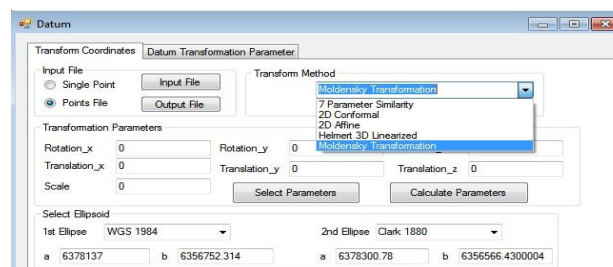 Datum
Transform Coordinates
Datum Transformation Parameter
Input File
Single Point
Input File
Points File
Output File
Transform Method
Moldensky Transformation
7 Parameter Similarity
2D Conformal
2D Affine
Helmert 3D Linearized
Moldensky Transformation
Transformation Parameters
Rotation_x 0 Rotation_y 0
Translation_x 0 Translation_y 0 Translation_z 0
Scale 0 Select Parameters Calculate Parameters
Select Ellipsoid
1st Ellipse WGS 1984 2nd Ellipse Clark 1880
a 6378137 b 6356752.314 a 6378300.78 b 6356566.4300004